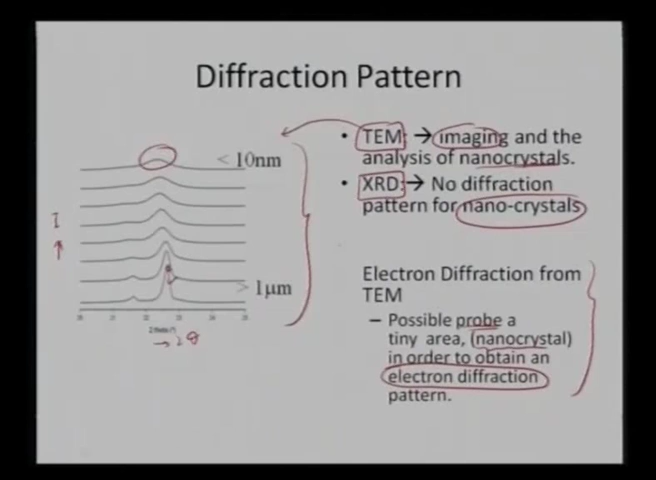 Diffraction Pattern
• TEM: → imaging and the
analysis of nanocrystals.
• XRD: → No diffraction
pattern for nano-crystals
Electron Diffraction from
TEM
– Possible probe a
tiny area, (nanocrystal)
in order to obtain an
electron diffraction
pattern.
< 10nm
I
↑
> 1μm
→ 2θ